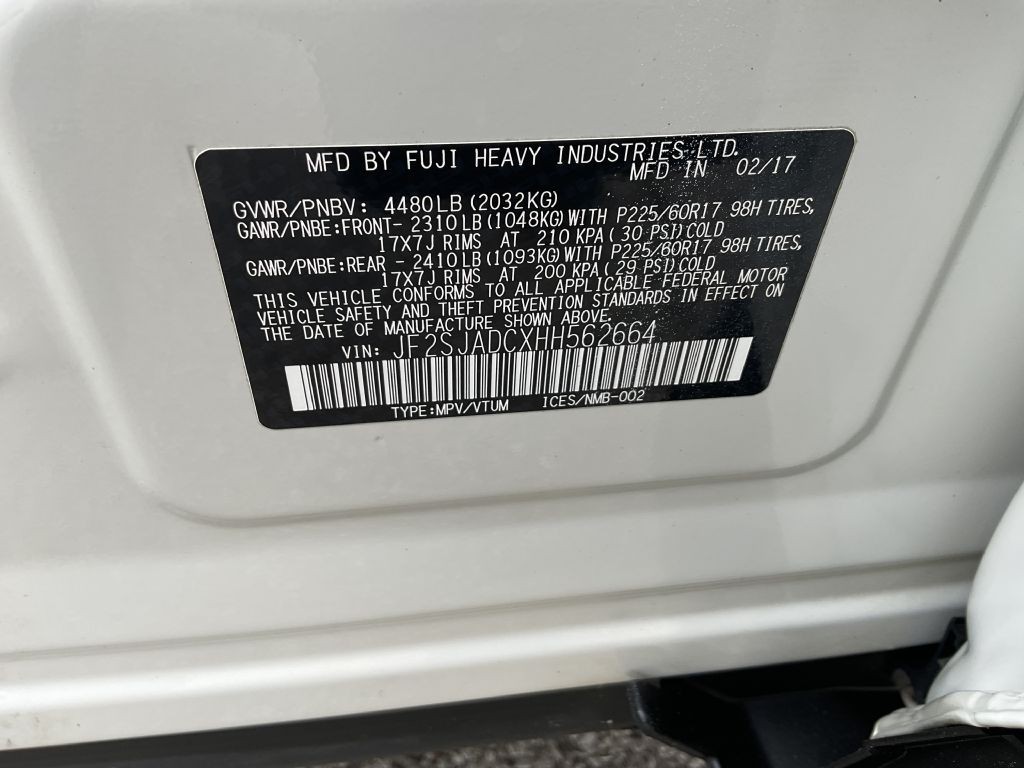 MFD BY FUJI HEAVY INDUSTRIES LTD.
MFD IN 02/17
GVWR/PNBV: 4480LB (2032KG)
GAWR/PNBE:FRONT- 2310LB (1048KG) WITH P225/60R17 98H TIRES,
17X7J RIMS AT 210 KPA ( 30 PSI) COLD
GAWR/PNBE:REAR - 2410LB (1093KG) WITH P225/60R17 98H TIRES,
17X7J RIMS AT 200 KPA ( 29 PSI) COLD
THIS VEHICLE CONFORMS TO ALL APPLICABLE FEDERAL MOTOR
VEHICLE SAFETY AND THEFT PREVENTION STANDARDS IN EFFECT ON
THE DATE OF MANUFACTURE SHOWN ABOVE.
VIN: JF2SJADCXHH562664
TYPE:MPV/VTUM ICES/NMB-002